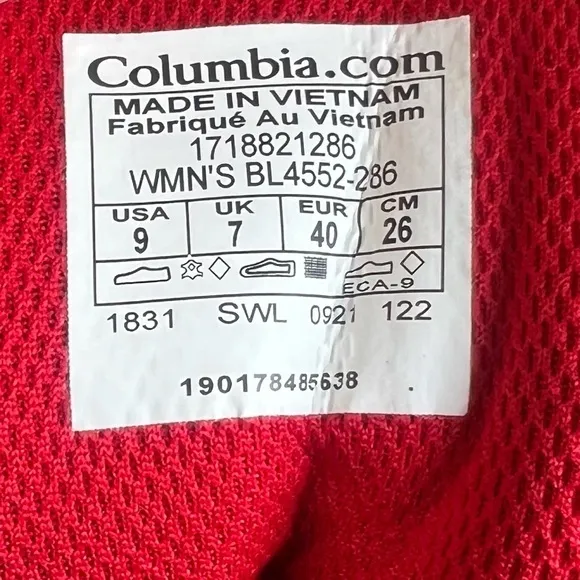 Columbia.com
MADE IN VIETNAM
Fabriqué Au Vietnam
1718821286
WMN'S BL4552-286
USA UK EUR CM
9 7 40 26
ECA-9
1831 SWL 0921 122
190178485638